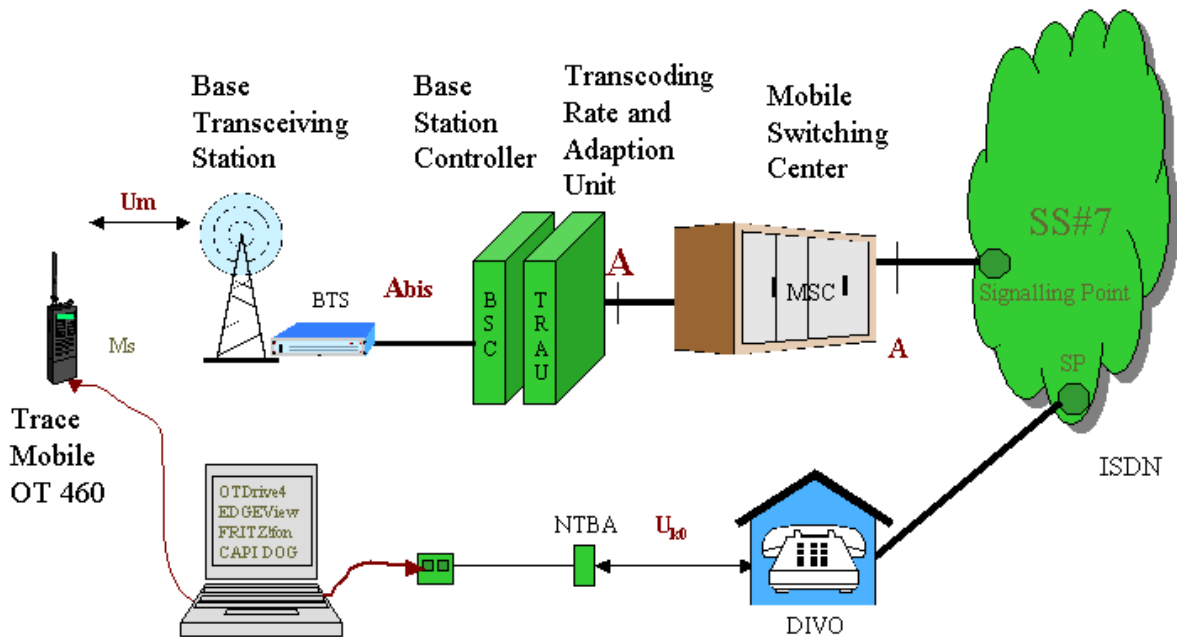 Base
Transceiving
Station
Base
Station
Controller
Transcoding
Rate and
Adaption
Unit
Mobile
Switching
Center
Um
BTS
Abis
BSC
TRAU
A
MSC
A
SS#7
Signalling Point
SP
ISDN
Ms
Trace
Mobile
OT 460
OTDrive4
EDGEView
FRITZ!fon
CAPI DOG
NTBA
Uk0
DIVO